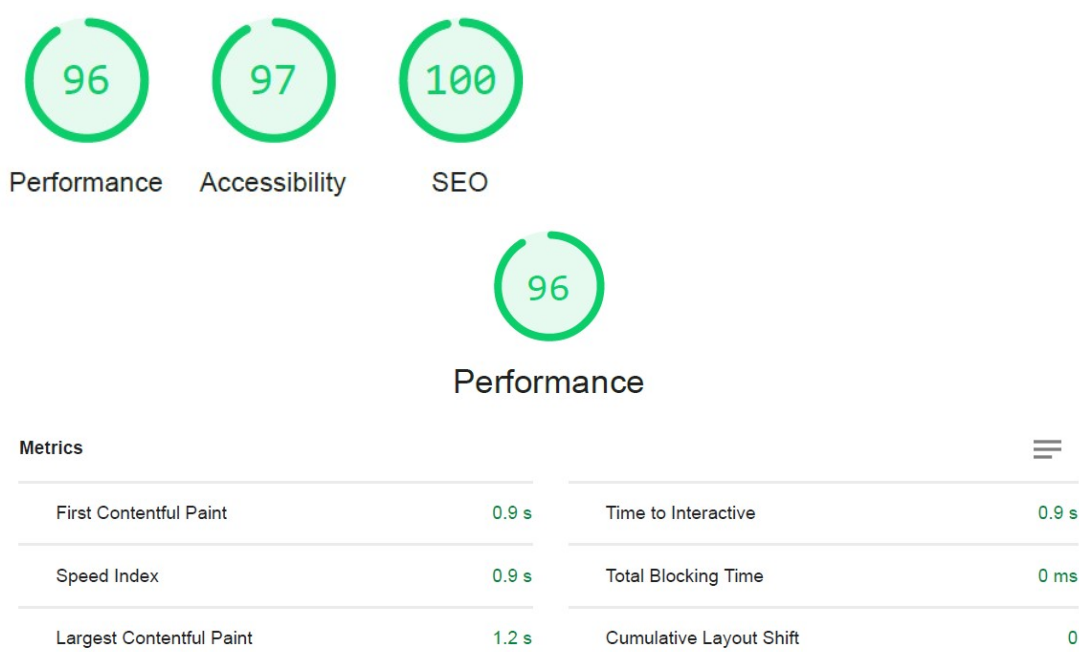 96 97 100
Performance Accessibility SEO
96
Performance
Metrics
First Contentful Paint 0.9 s Time to Interactive 0.9 s
Speed Index 0.9 s Total Blocking Time 0 ms
Largest Contentful Paint 1.2 s Cumulative Layout Shift 0